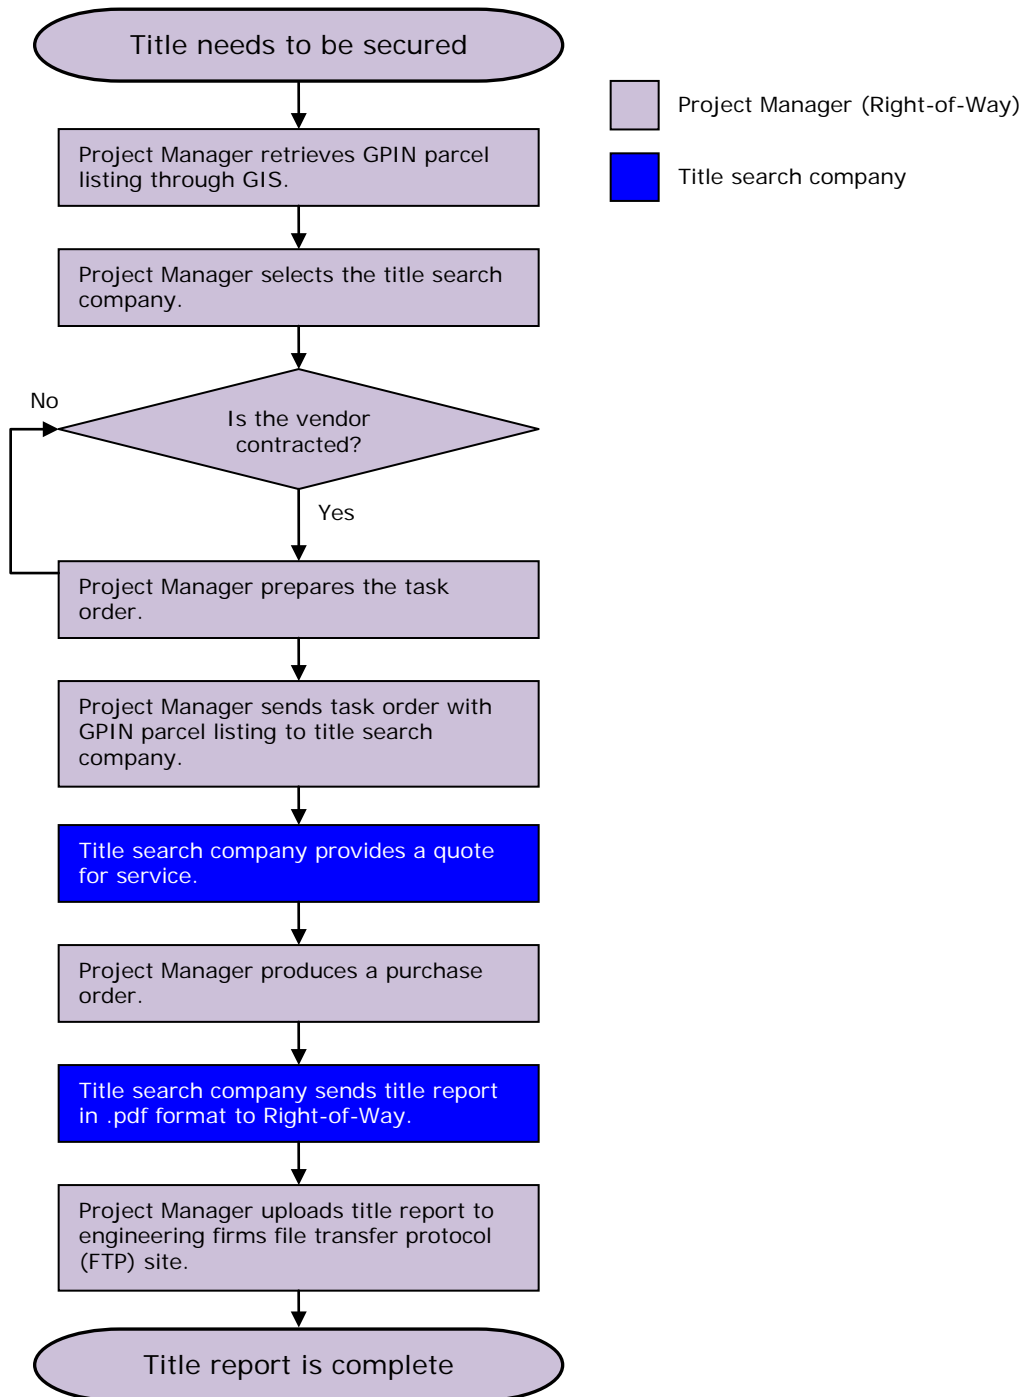 Title needs to be secured
Project Manager (Right-of-Way)
Project Manager retrieves GPIN parcel
listing through GIS.
Title search company
Project Manager selects the title search
company.
No
Is the vendor
contracted?
Yes
Project Manager prepares the task
order.
Project Manager sends task order with
GPIN parcel listing to title search
company.
Title search company provides a quote
for service.
Project Manager produces a purchase
order.
Title search company sends title report
in .pdf format to Right-of-Way.
Project Manager uploads title report to
engineering firms file transfer protocol
(FTP) site.
Title report is complete